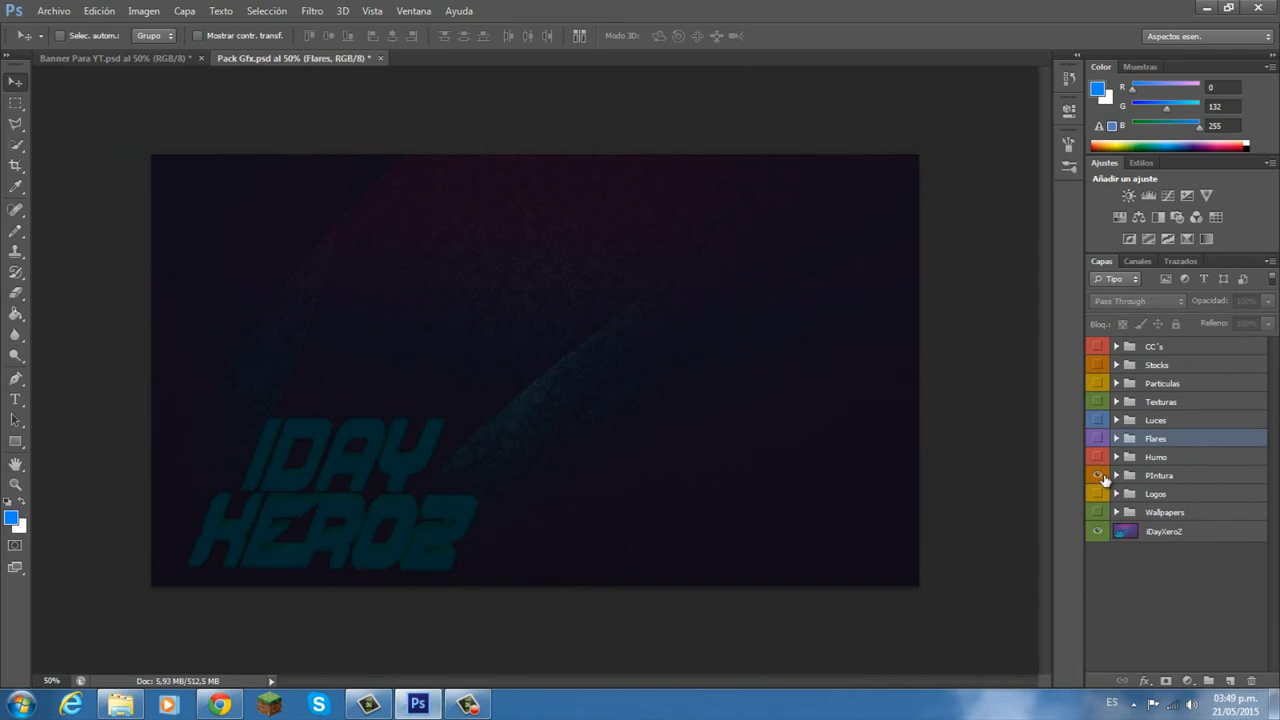 Ps Archivo Edición Imagen Capa Texto Selección Filtro 3D Vista Ventana Ayuda
Selec. autom.: Grupo Mostrar contr. transf. Modo 3D: Aspectos esen.
Banner Para YT.psd al 50% (RGB/8) * × Pack Gfx.psd al 50% (Flares, RGB/8) * ×
Color Muestras
R 0
G 132
B 255
Ajustes Estilos
Añadir un ajuste
Capas Canales Trazados
Tipo
Pass Through Opacidad: 100%
Bloq.: Relleno: 100%
CC´s
Stocks
Particulas
Texturas
Luces
Flares
Humo
PIntura
Logos
Wallpapers
iDayXeroZ
IDAY
XEROZ
50% Doc: 5,93 MB/512,5 MB
Ps ES 03:49 p.m.
21/05/2015